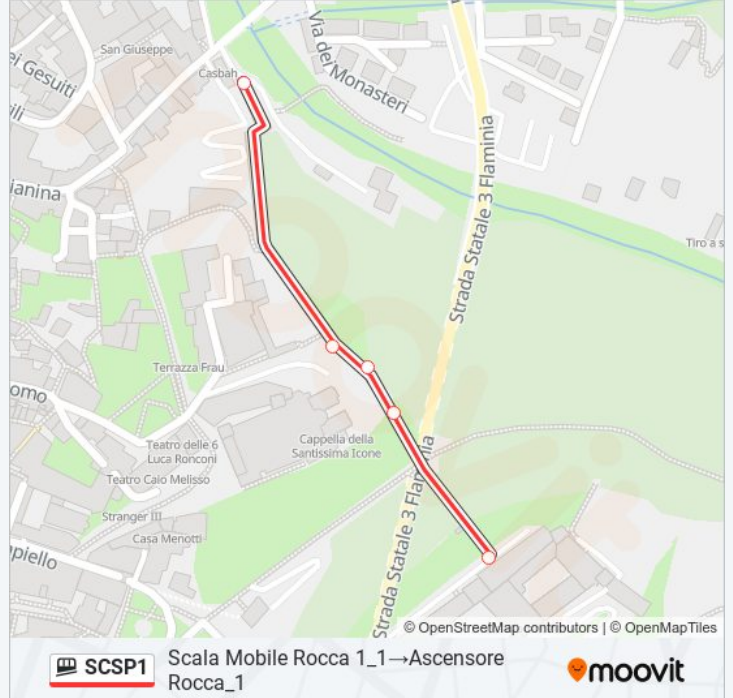 San Giuseppe
ei Gesuiti
Casbah
Via dei Monasteri
rili
ianina
Strada Statale 3 Flaminia
Tiro a s
Terrazza Frau
omo
Teatro delle 6
Luca Ronconi
Cappella della
Santissima Icone
Teatro Caio Melisso
Stranger III
Casa Menotti
Strada Statale 3 Flaminia
npiello
© OpenStreetMap contributors | © OpenMapTiles
SCSP1
Scala Mobile Rocca 1_1→Ascensore
Rocca_1
moovit